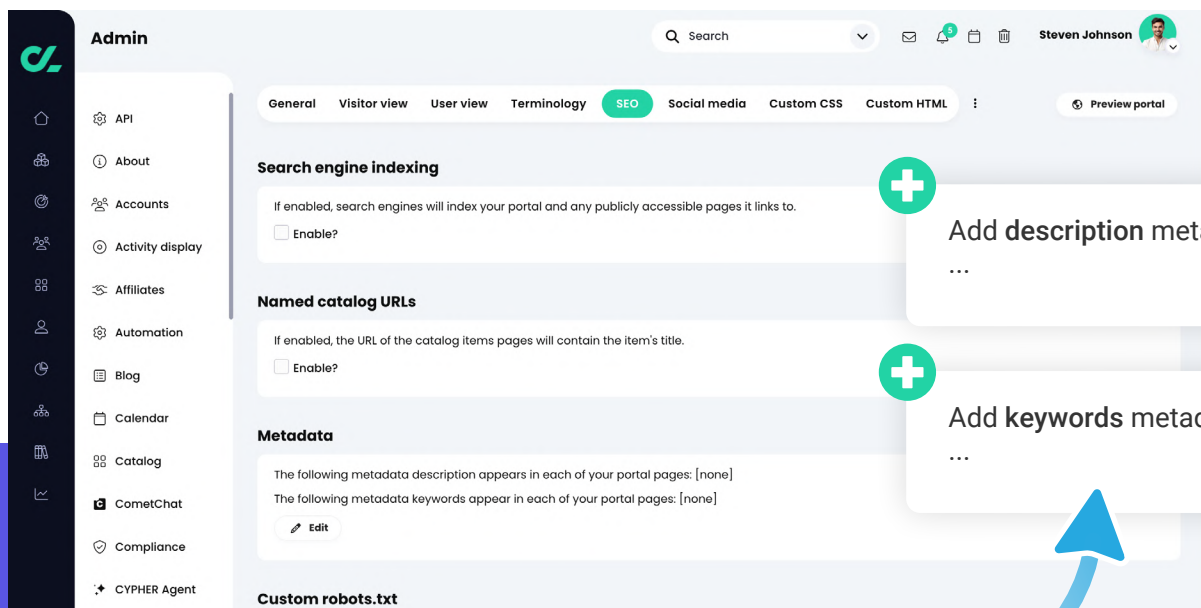 Admin
Search
5
Steven Johnson
General Visitor view User view Terminology SEO Social media Custom CSS Custom HTML
Preview portal
API
About
Accounts
Activity display
Affiliates
Automation
Blog
Calendar
Catalog
CometChat
Compliance
CYPHER Agent
Search engine indexing
If enabled, search engines will index your portal and any publicly accessible pages it links to.
Enable?
Named catalog URLs
If enabled, the URL of the catalog items pages will contain the item's title.
Enable?
Metadata
The following metadata description appears in each of your portal pages: [none]
The following metadata keywords appear in each of your portal pages: [none]
Edit
Custom robots.txt
Add description meta
...
Add keywords metad
...